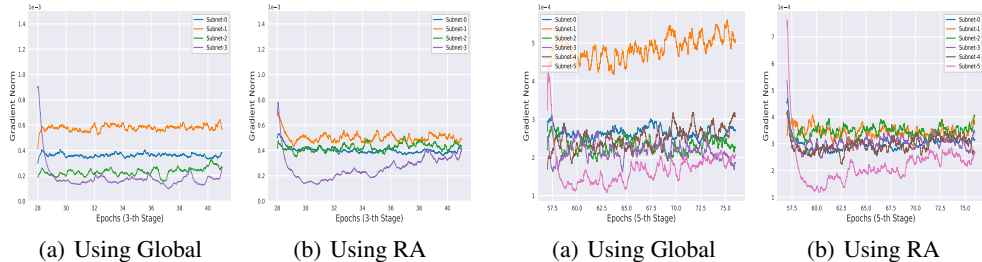 1e−3
1.4
1.2
1.0
0.8
0.6
0.4
0.2
0.0
Gradient Norm
Subnet-0
Subnet-1
Subnet-2
Subnet-3
28 30 32 34 36 38 40
Epochs (3-th Stage)
(a) Using Global
1e−3
1.4
1.2
1.0
0.8
0.6
0.4
0.2
0.0
Gradient Norm
Subnet-0
Subnet-1
Subnet-2
Subnet-3
28 30 32 34 36 38 40
Epochs (3-th Stage)
(b) Using RA
1e−4
5
4
3
2
1
Gradient Norm
Subnet-0
Subnet-1
Subnet-2
Subnet-3
Subnet-4
Subnet-5
57.5 60.0 62.5 65.0 67.5 70.0 72.5 75.0
Epochs (5-th Stage)
(a) Using Global
1e−4
7
6
5
4
3
2
1
Gradient Norm
Subnet-0
Subnet-1
Subnet-2
Subnet-3
Subnet-4
Subnet-5
57.5 60.0 62.5 65.0 67.5 70.0 72.5 75.0
Epochs (5-th Stage)
(b) Using RA